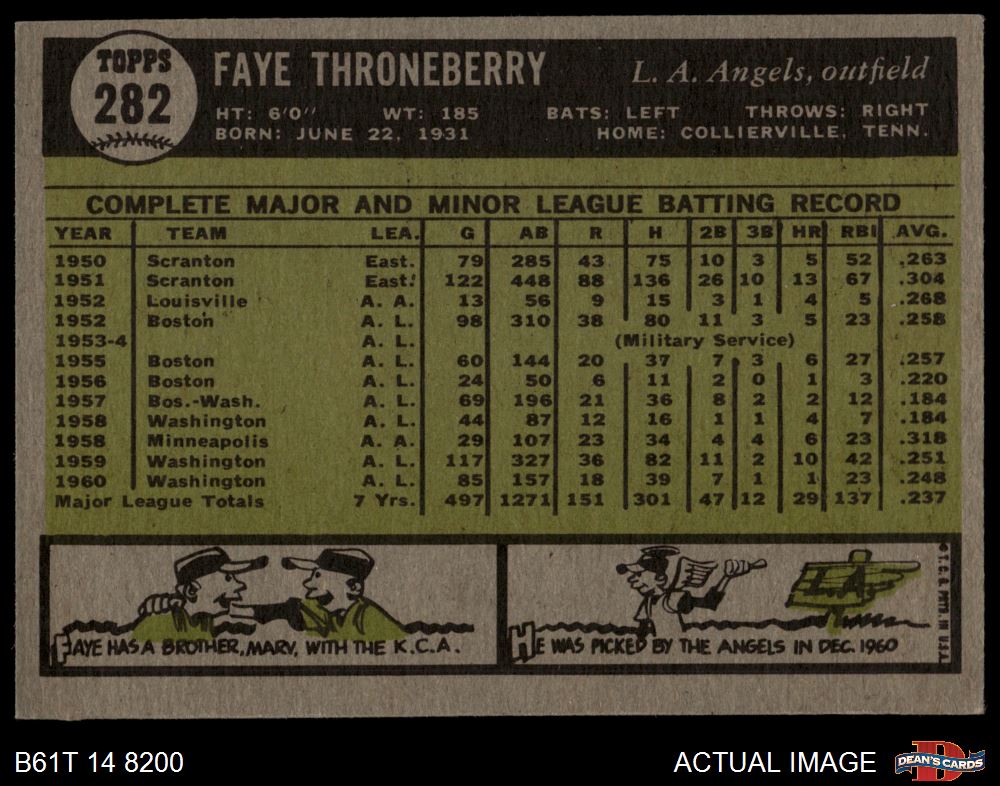 TOPPS
282
FAYE THRONEBERRY
L. A. Angels, outfield
HT: 6'0" WT: 185 BATS: LEFT THROWS: RIGHT
BORN: JUNE 22, 1931 HOME: COLLIERVILLE, TENN.
COMPLETE MAJOR AND MINOR LEAGUE BATTING RECORD
YEAR TEAM LEA. G AB R H 2B 3B HR RBI AVG.
1950 Scranton East. 79 285 43 75 10 3 5 52 .263
1951 Scranton East. 122 448 88 136 26 10 13 67 .304
1952 Louisville A. A. 13 56 9 15 3 1 4 5 .268
1952 Boston A. L. 98 310 38 80 11 3 5 23 .258
1953-4 A. L. (Military Service)
1955 Boston A. L. 60 144 20 37 7 3 6 27 .257
1956 Boston A. L. 24 50 6 11 2 0 1 3 .220
1957 Bos.-Wash. A. L. 69 196 21 36 8 2 2 12 .184
1958 Washington A. L. 44 87 12 16 1 1 4 7 .184
1958 Minneapolis A. A. 29 107 23 34 4 4 6 23 .318
1959 Washington A. L. 117 327 36 82 11 2 10 42 .251
1960 Washington A. L. 85 157 18 39 7 1 1 23 .248
Major League Totals 7 Yrs. 497 1271 151 301 47 12 29 137 .237
FAYE HAS A BROTHER, MARV, WITH THE K.C.A.
L.A.
HE WAS PICKED BY THE ANGELS IN DEC. 1960
© T.C.G. PRTD. IN U.S.A.
B61T 14 8200
ACTUAL IMAGE
D
DEAN'S CARDS